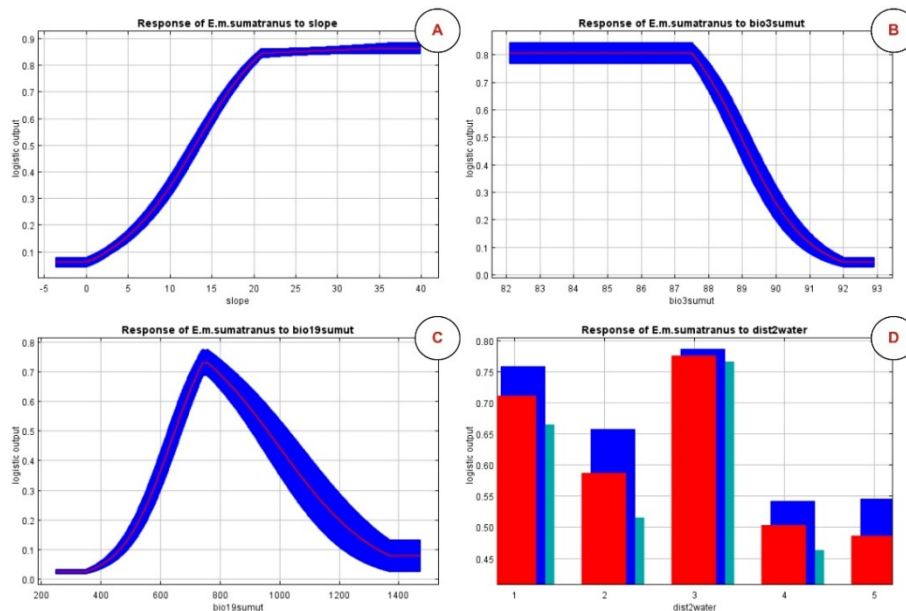 Response of E.m.sumatranus to slope
A
0.9
0.8
0.7
0.6
0.5
0.4
0.3
0.2
0.1
logistic output
-5 0 5 10 15 20 25 30 35 40
slope
Response of E.m.sumatranus to bio3sumut
B
0.8
0.7
0.6
0.5
0.4
0.3
0.2
0.1
0.0
logistic output
82 83 84 85 86 87 88 89 90 91 92 93
bio3sumut
Response of E.m.sumatranus to bio19sumut
C
0.8
0.7
0.6
0.5
0.4
0.3
0.2
0.1
0.0
logistic output
200 400 600 800 1000 1200 1400
bio19sumut
Response of E.m.sumatranus to dist2water
D
0.80
0.75
0.70
0.65
0.60
0.55
0.50
0.45
logistic output
1 2 3 4 5
dist2water